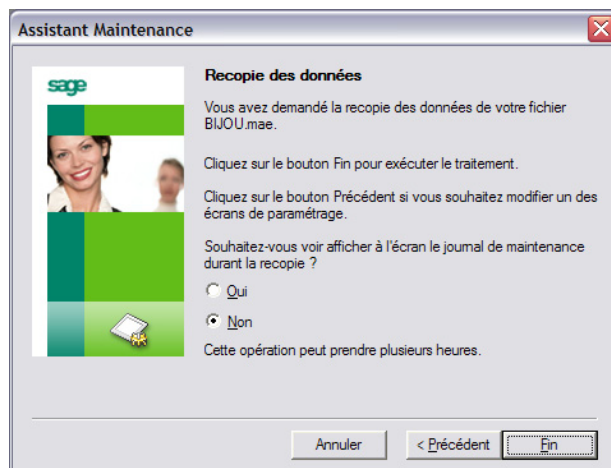 Assistant Maintenance
sage
Recopie des données
Vous avez demandé la recopie des données de votre fichier
BIJOU.mae.
Cliquez sur le bouton Fin pour exécuter le traitement.
Cliquez sur le bouton Précédent si vous souhaitez modifier un des
écrans de paramétrage.
Souhaitez-vous voir afficher à l'écran le journal de maintenance
durant la recopie ?
Oui
Non
Cette opération peut prendre plusieurs heures.
Annuler
< Précédent
Fin